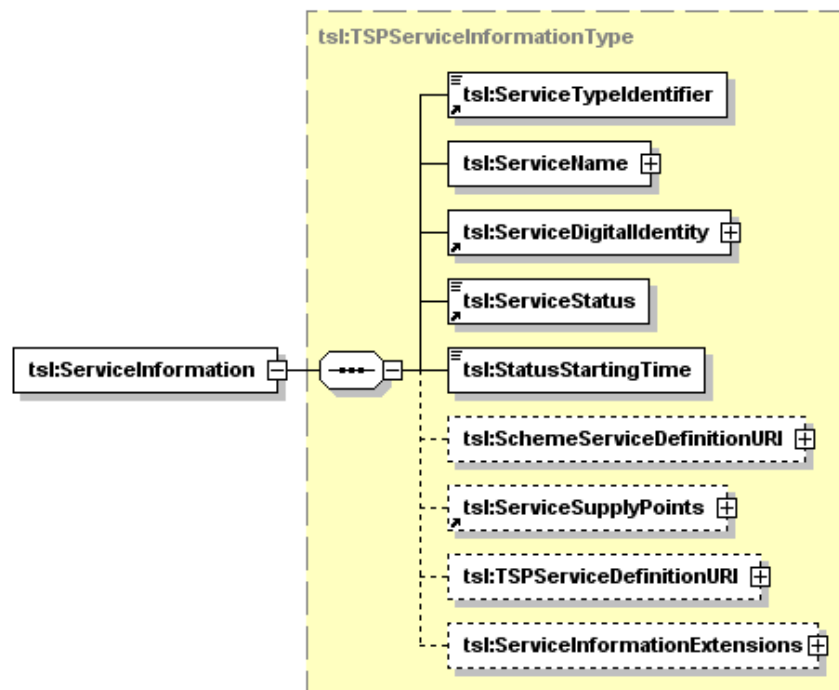 tsl:TSPServiceInformationType
tsl:ServiceTypeIdentifier
tsl:ServiceName
tsl:ServiceDigitalIdentity
tsl:ServiceStatus
tsl:ServiceInformation
tsl:StatusStartingTime
tsl:SchemeServiceDefinitionURI
tsl:ServiceSupplyPoints
tsl:TSPServiceDefinitionURI
tsl:ServiceInformationExtensions